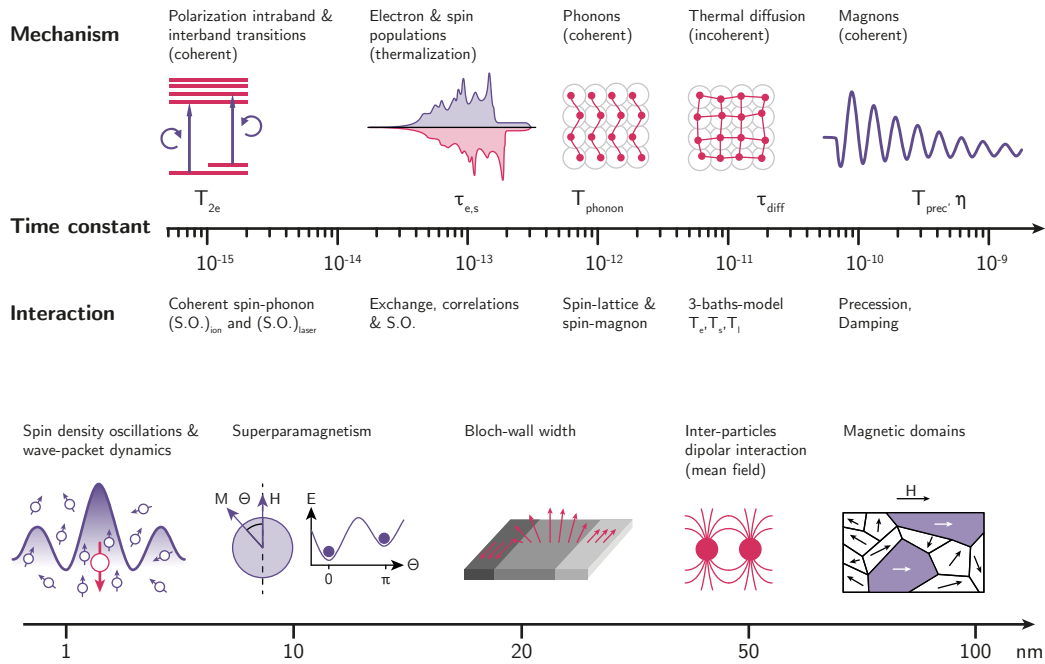 Mechanism
Polarization intraband &
interband transitions
(coherent)
Electron & spin
populations
(thermalization)
Phonons
(coherent)
Thermal diffusion
(incoherent)
Magnons
(coherent)
T2e
τe,s
Tphonon
τdiff
Tprec, η
Time constant
10-15
10-14
10-13
10-12
10-11
10-10
10-9
Interaction
Coherent spin-phonon
(S.O.)ion and (S.O.)laser
Exchange, correlations
& S.O.
Spin-lattice &
spin-magnon
3-baths-model
Te,Ts,Tl
Precession,
Damping
Spin density oscillations &
wave-packet dynamics
Superparamagnetism
M Θ H
E
0
π
Θ
Bloch-wall width
Inter-particles
dipolar interaction
(mean field)
Magnetic domains
H
1
10
20
50
100
nm